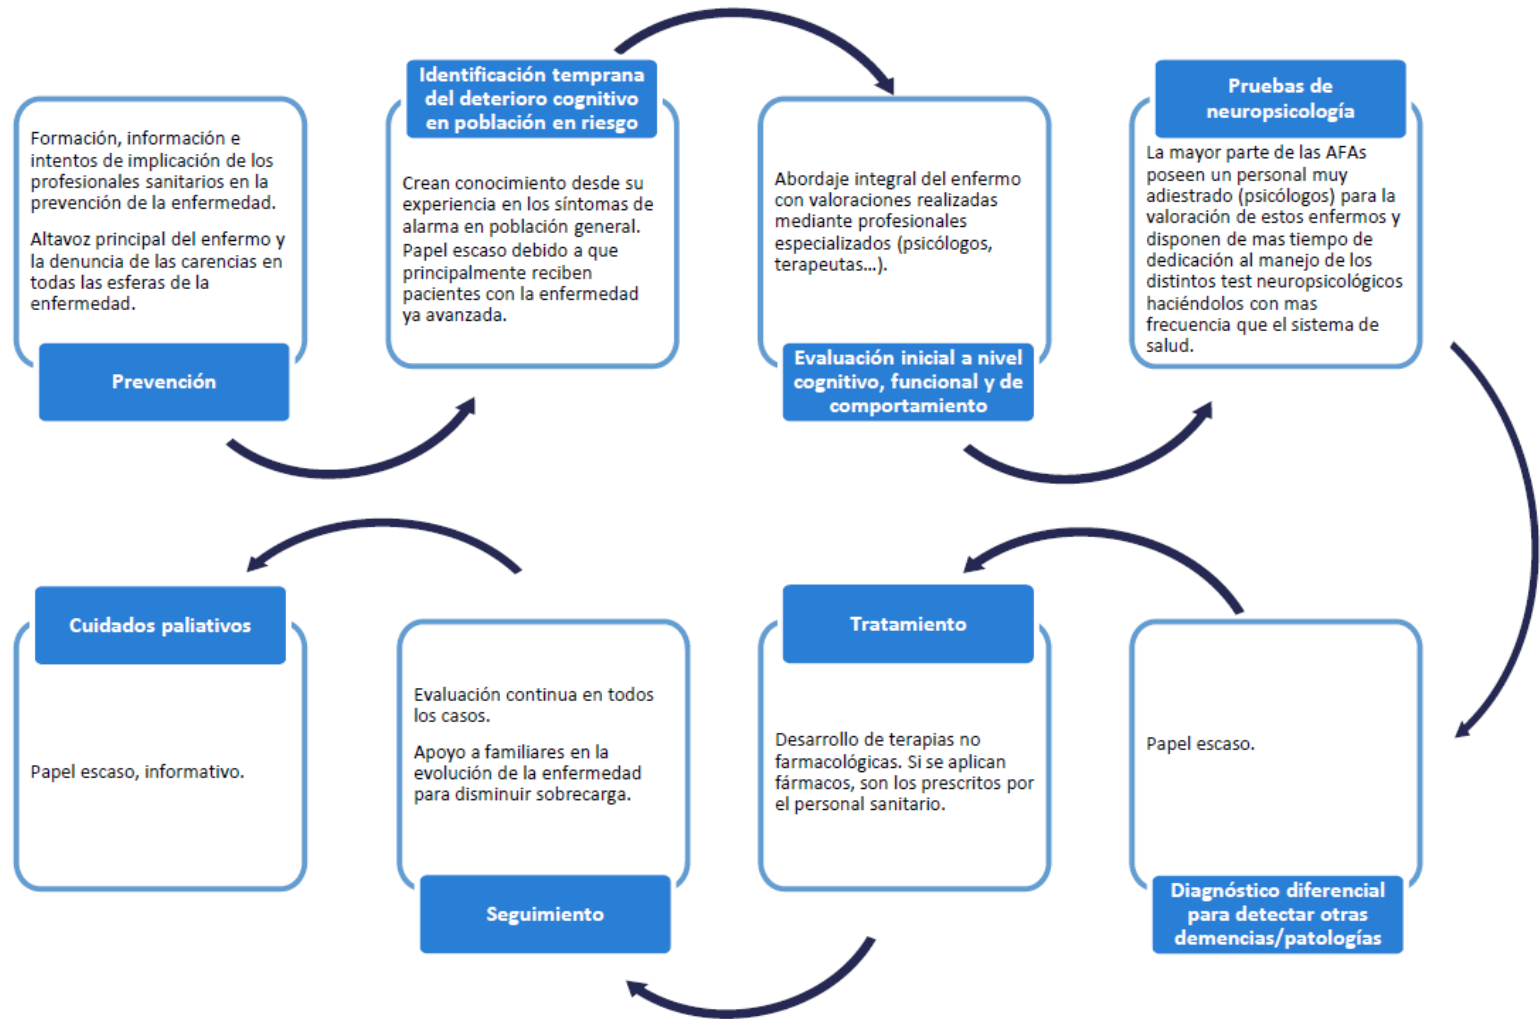 Formación, información e
intentos de implicación de los
profesionales sanitarios en la
prevención de la enfermedad.
Altavoz principal del enfermo y
la denuncia de las carencias en
todas las esferas de la
enfermedad.
Prevención
Identificación temprana
del deterioro cognitivo
en población en riesgo
Crean conocimiento desde su
experiencia en los síntomas de
alarma en población general.
Papel escaso debido a que
principalmente reciben
pacientes con la enfermedad
ya avanzada.
Abordaje integral del enfermo
con valoraciones realizadas
mediante profesionales
especializados (psicólogos,
terapeutas...).
Evaluación inicial a nivel
cognitivo, funcional y de
comportamiento
Pruebas de
neuropsicología
La mayor parte de las AFAs
poseen un personal muy
adiestrado (psicólogos) para la
valoración de estos enfermos y
disponen de mas tiempo de
dedicación al manejo de los
distintos test neuropsicológicos
haciéndolos con mas
frecuencia que el sistema de
salud.
Papel escaso.
Diagnóstico diferencial
para detectar otras
demencias/patologías
Tratamiento
Desarrollo de terapias no
farmacológicas. Si se aplican
fármacos, son los prescritos por
el personal sanitario.
Evaluación continua en todos
los casos.
Apoyo a familiares en la
evolución de la enfermedad
para disminuir sobrecarga.
Seguimiento
Cuidados paliativos
Papel escaso, informativo.